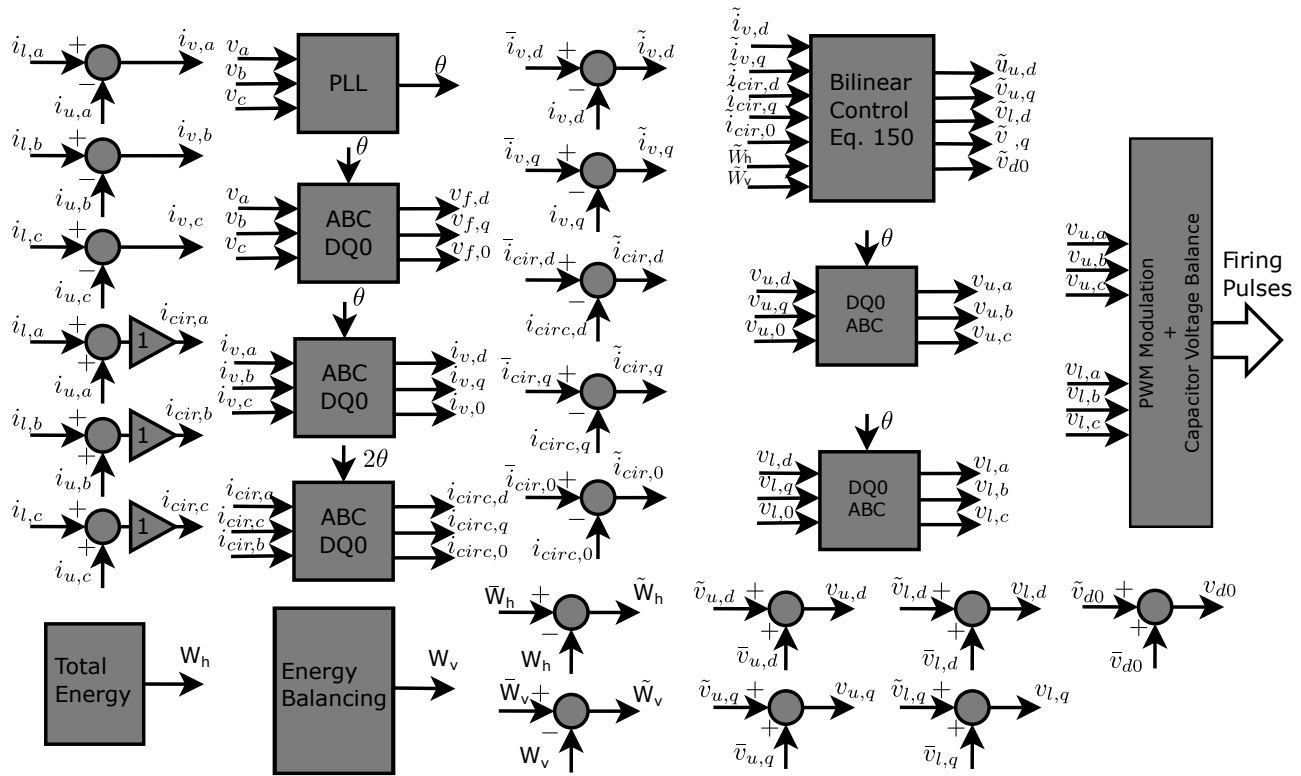 i_{l,a} + − i_{u,a} i_{v,a}
i_{l,b} + − i_{u,b} i_{v,b}
i_{l,c} + − i_{u,c} i_{v,c}
i_{l,a} + + i_{u,a} 1 i_{cir,a}
i_{l,b} + + i_{u,b} 1 i_{cir,b}
i_{l,c} + + i_{u,c} 1 i_{cir,c}
v_a
v_b
v_c
PLL
θ
θ
v_a
v_b
v_c
ABC
DQ0
v_{f,d}
v_{f,q}
v_{f,0}
θ
i_{v,a}
i_{v,b}
i_{v,c}
ABC
DQ0
i_{v,d}
i_{v,q}
i_{v,0}
2θ
i_{cir,a}
i_{cir,c}
i_{cir,b}
ABC
DQ0
i_{circ,d}
i_{circ,q}
i_{circ,0}
Total
Energy
W_h
Energy
Balancing
W_v
ī_{v,d} + − i_{v,d} ĩ_{v,d}
ī_{v,q} + − i_{v,q} ĩ_{v,q}
ī_{cir,d} + − i_{circ,d} ĩ_{cir,d}
ī_{cir,q} + − i_{circ,q} ĩ_{cir,q}
ī_{cir,0} + − i_{circ,0} ĩ_{cir,0}
W̄_h + − W_h W̃_h
W̄_v + − W_v W̃_v
ĩ_{v,d}
ĩ_{v,q}
ĩ_{cir,d}
ĩ_{cir,q}
ĩ_{cir,0}
W̃_h
W̃_v
Bilinear
Control
Eq. 150
ṽ_{u,d}
ṽ_{u,q}
ṽ_{l,d}
ṽ_{,q}
ṽ_{d0}
θ
v_{u,d}
v_{u,q}
v_{u,0}
DQ0
ABC
v_{u,a}
v_{u,b}
v_{u,c}
θ
v_{l,d}
v_{l,q}
v_{l,0}
DQ0
ABC
v_{l,a}
v_{l,b}
v_{l,c}
v_{u,a}
v_{u,b}
v_{u,c}
v_{l,a}
v_{l,b}
v_{l,c}
PWM Modulation
+
Capacitor Voltage Balance
Firing
Pulses
ṽ_{u,d} + + v̄_{u,d} v_{u,d}
ṽ_{l,d} + + v̄_{l,d} v_{l,d}
ṽ_{d0} + + v̄_{d0} v_{d0}
ṽ_{u,q} + + v̄_{u,q} v_{u,q}
ṽ_{l,q} + + v̄_{l,q} v_{l,q}